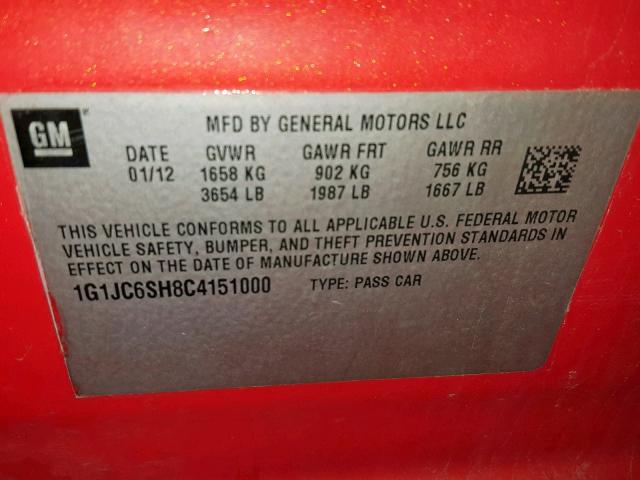 GM
MFD BY GENERAL MOTORS LLC
DATE GVWR GAWR FRT GAWR RR
01/12 1658 KG 902 KG 756 KG
3654 LB 1987 LB 1667 LB
THIS VEHICLE CONFORMS TO ALL APPLICABLE U.S. FEDERAL MOTOR
VEHICLE SAFETY, BUMPER, AND THEFT PREVENTION STANDARDS IN
EFFECT ON THE DATE OF MANUFACTURE SHOWN ABOVE.
1G1JC6SH8C4151000 TYPE: PASS CAR